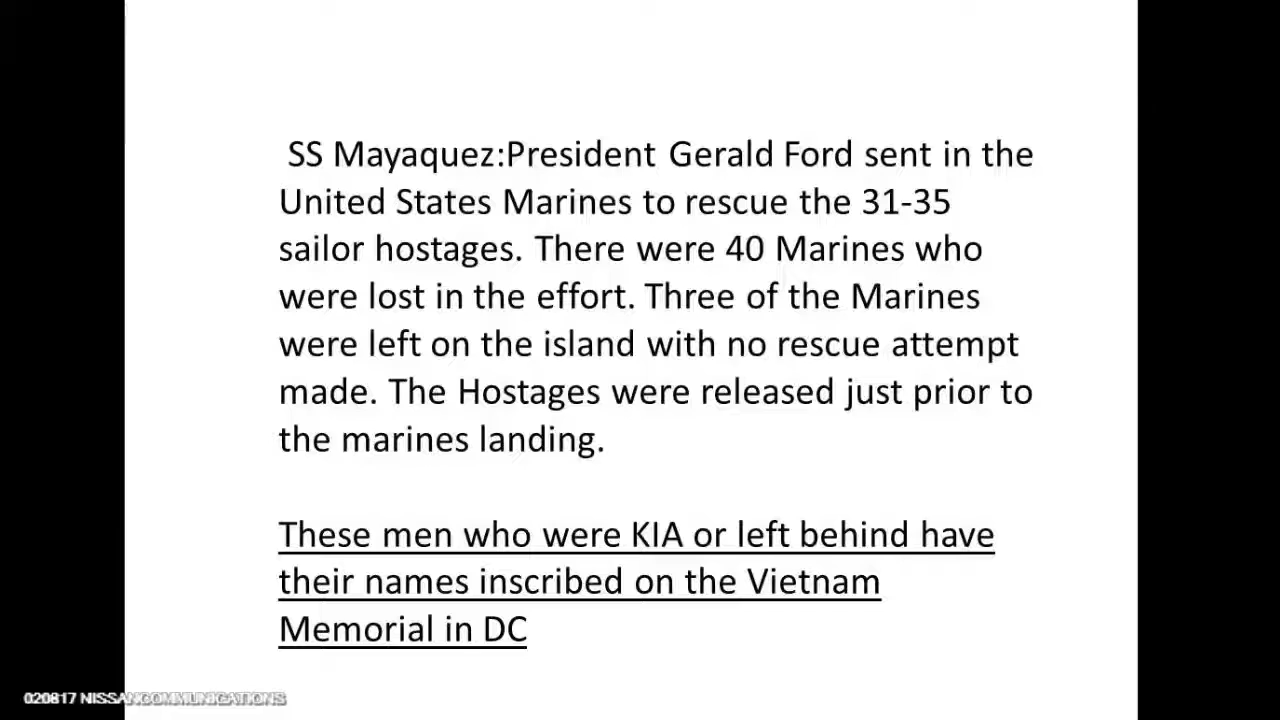 SS Mayaquez:President Gerald Ford sent in the
United States Marines to rescue the 31-35
sailor hostages. There were 40 Marines who
were lost in the effort. Three of the Marines
were left on the island with no rescue attempt
made. The Hostages were released just prior to
the marines landing.
These men who were KIA or left behind have
their names inscribed on the Vietnam
Memorial in DC
020817 NISSANCOMMUNICATIONS